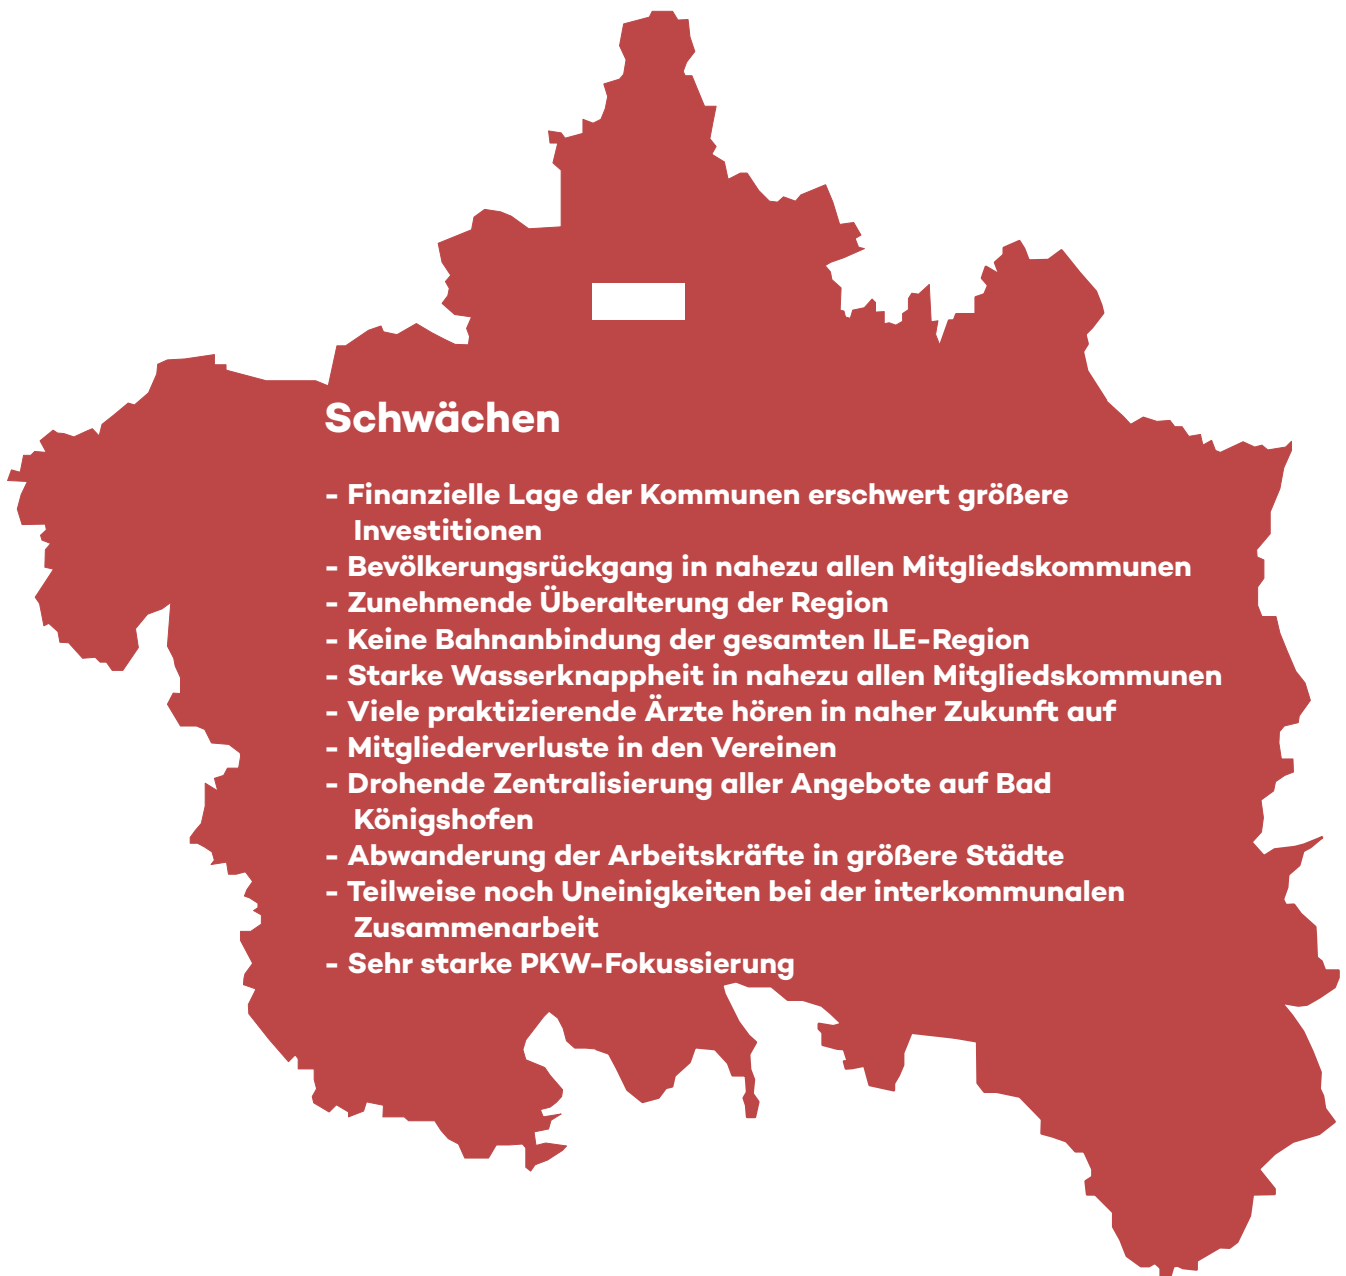 Schwächen
- Finanzielle Lage der Kommunen erschwert größere
Investitionen
- Bevölkerungsrückgang in nahezu allen Mitgliedskommunen
- Zunehmende Überalterung der Region
- Keine Bahnanbindung der gesamten ILE-Region
- Starke Wasserknappheit in nahezu allen Mitgliedskommunen
- Viele praktizierende Ärzte hören in naher Zukunft auf
- Mitgliederverluste in den Vereinen
- Drohende Zentralisierung aller Angebote auf Bad
Königshofen
- Abwanderung der Arbeitskräfte in größere Städte
- Teilweise noch Uneinigkeiten bei der interkommunalen
Zusammenarbeit
- Sehr starke PKW-Fokussierung